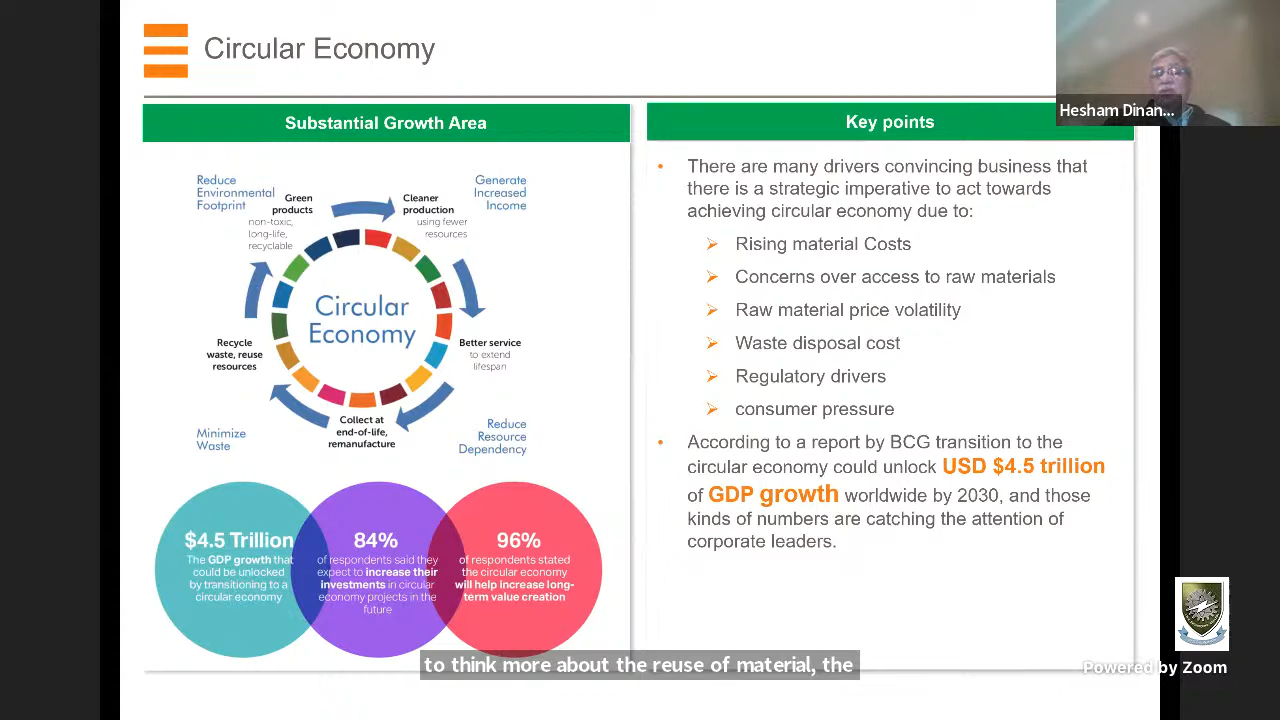 Circular Economy
Hesham Dinan...
Substantial Growth Area
Reduce
Environmental
Footprint
Green
products
non-toxic,
long-life,
recyclable
Cleaner
production
using fewer
resources
Generate
Increased
Income
Circular
Economy
Recycle
waste, reuse
resources
Better service
to extend
lifespan
Collect at
end-of-life,
remanufacture
Minimize
Waste
Reduce
Resource
Dependency
$4.5 Trillion
The GDP growth that
could be unlocked
by transitioning to a
circular economy
84%
of respondents said they
expect to increase their
investments in circular
economy projects in the
future
96%
of respondents stated
the circular economy
will help increase long-
term value creation
Key points
• There are many drivers convincing business that
there is a strategic imperative to act towards
achieving circular economy due to:
➢ Rising material Costs
➢ Concerns over access to raw materials
➢ Raw material price volatility
➢ Waste disposal cost
➢ Regulatory drivers
➢ consumer pressure
• According to a report by BCG transition to the
circular economy could unlock USD $4.5 trillion
of GDP growth worldwide by 2030, and those
kinds of numbers are catching the attention of
corporate leaders.
to think more about the reuse of material, the
Powered by Zoom